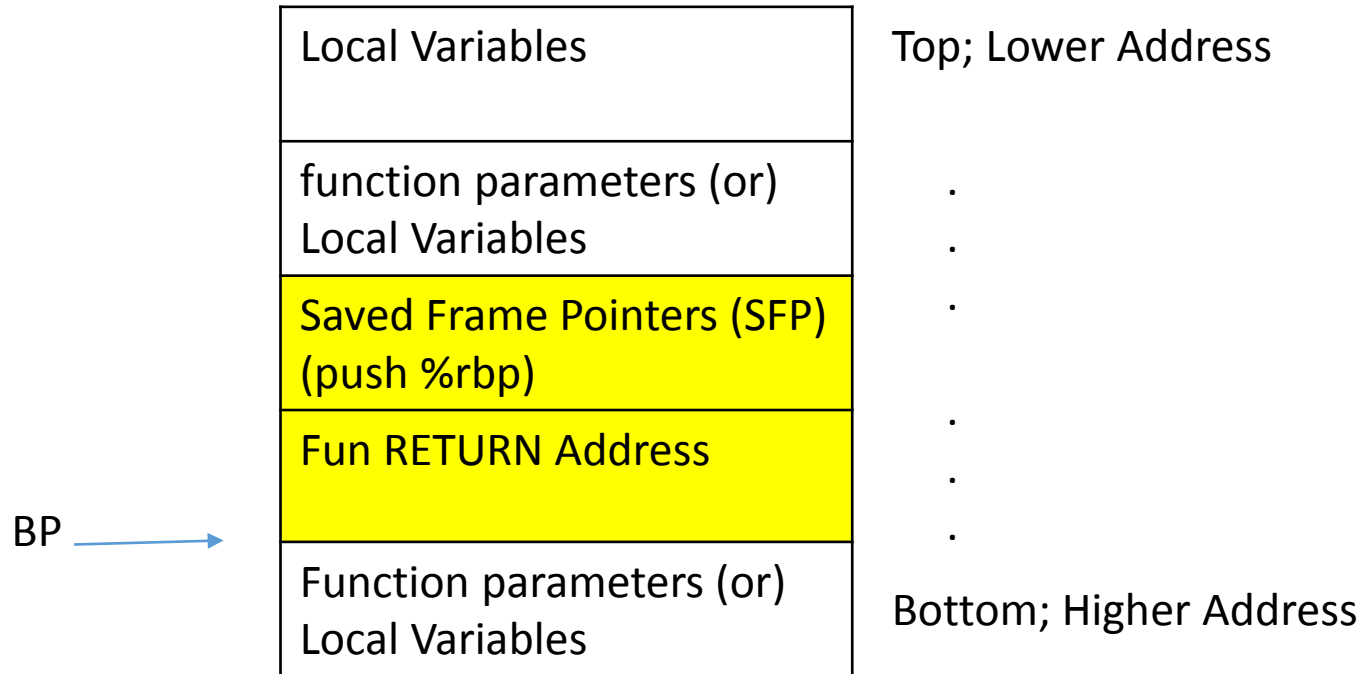 Local Variables
Top; Lower Address
function parameters (or)
Local Variables
.
.
.
Saved Frame Pointers (SFP)
(push %rbp)
Fun RETURN Address
.
.
.
BP
Function parameters (or)
Local Variables
Bottom; Higher Address